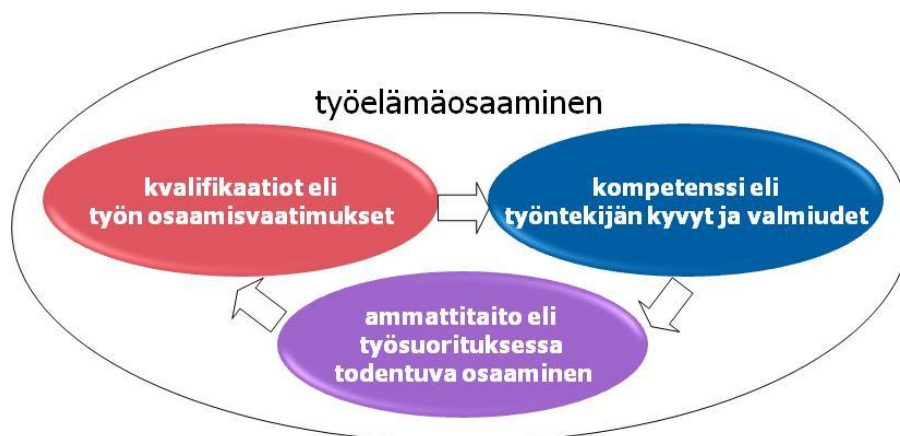 työelämäosaaminen
kvalifikaatiot eli
työn osaamisvaatimukset
kompetenssi eli
työntekijän kyvyt ja valmiudet
ammattitaito eli
työsuorituksessa
todentuva osaaminen